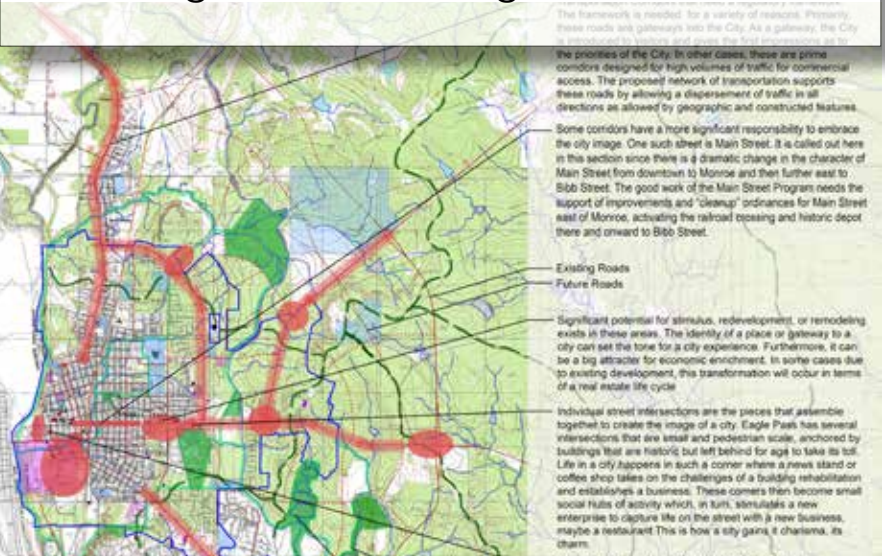 The framework is needed for a variety of reasons. Primarily,
these roads are gateways into the City. As a gateway, the City
is introduced to visitors and gives the first impressions as to
the priorities of the City. In other cases, these are prime
corridors designed for high volumes of traffic for commercial
access. The proposed network of transportation supports
these roads by allowing a dispersement of traffic in all
directions as allowed by geographic and constructed features.
Some corridors have a more significant responsibility to embrace
the city image. One such street is Main Street. It is called out here
in this section since there is a dramatic change in the character of
Main Street from downtown to Monroe and then further east to
Bibb Street. The good work of the Main Street Program needs the
support of improvements and "cleanup" ordinances for Main Street
east of Monroe, activating the railroad crossing and historic depot
there and onward to Bibb Street.
Existing Roads
Future Roads
Significant potential for stimulus, redevelopment, or remodeling
exists in these areas. The identity of a place or gateway to a
city can set the tone for a city experience. Furthermore, it can
be a big attracter for economic enrichment. In some cases due
to existing development, this transformation will occur in terms
of a real estate life cycle
Individual street intersections are the pieces that assemble
together to create the image of a city. Eagle Pass has several
intersections that are small and pedestrian scale, anchored by
buildings that are historic but left behind for age to take its toll.
Life in a city happens in such a corner where a news stand or
coffee shop takes on the challenges of a building rehabilitation
and establishes a business. These corners then become small
social hubs of activity which, in turn, stimulates a new
enterprise to capture life on the street with a new business,
maybe a restaurant.This is how a city gains it charisma, its
charm.